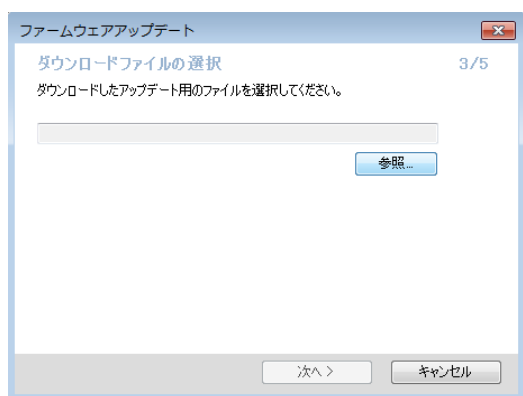 ファームウェアアップデート
ダウンロードファイルの選択 3/5
ダウンロードしたアップデート用のファイルを選択してください。
参照...
次へ > キャンセル